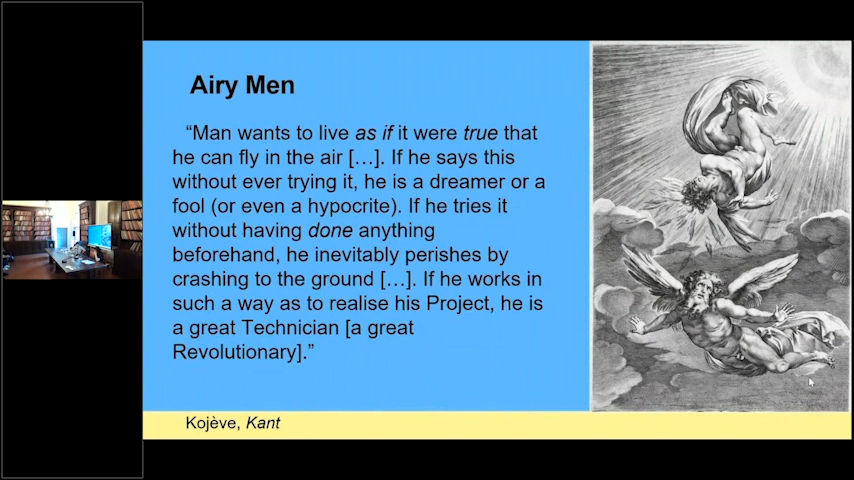 Airy Men
“Man wants to live as if it were true that
he can fly in the air […]. If he says this
without ever trying it, he is a dreamer or a
fool (or even a hypocrite). If he tries it
without having done anything
beforehand, he inevitably perishes by
crashing to the ground […]. If he works in
such a way as to realise his Project, he is
a great Technician [a great
Revolutionary].”
Kojève, Kant